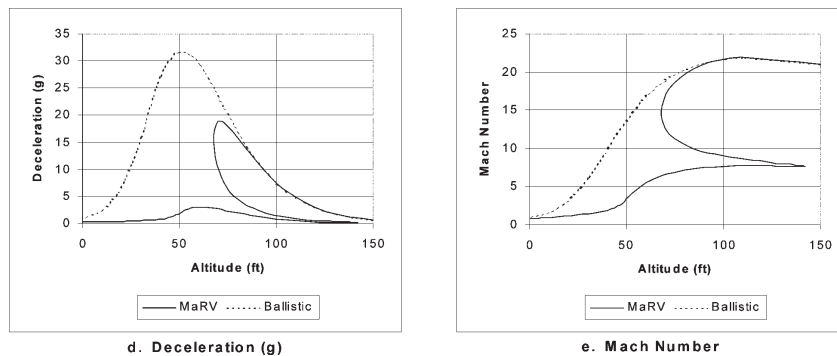 35
30
25
20
15
10
5
0
Deceleration (g)
0 50 100 150
Altitude (ft)
MaRV Ballistic
d. Deceleration (g)
25
20
15
10
5
0
Mach Number
0 50 100 150
Altitude (ft)
MaRV Ballistic
e. Mach Number